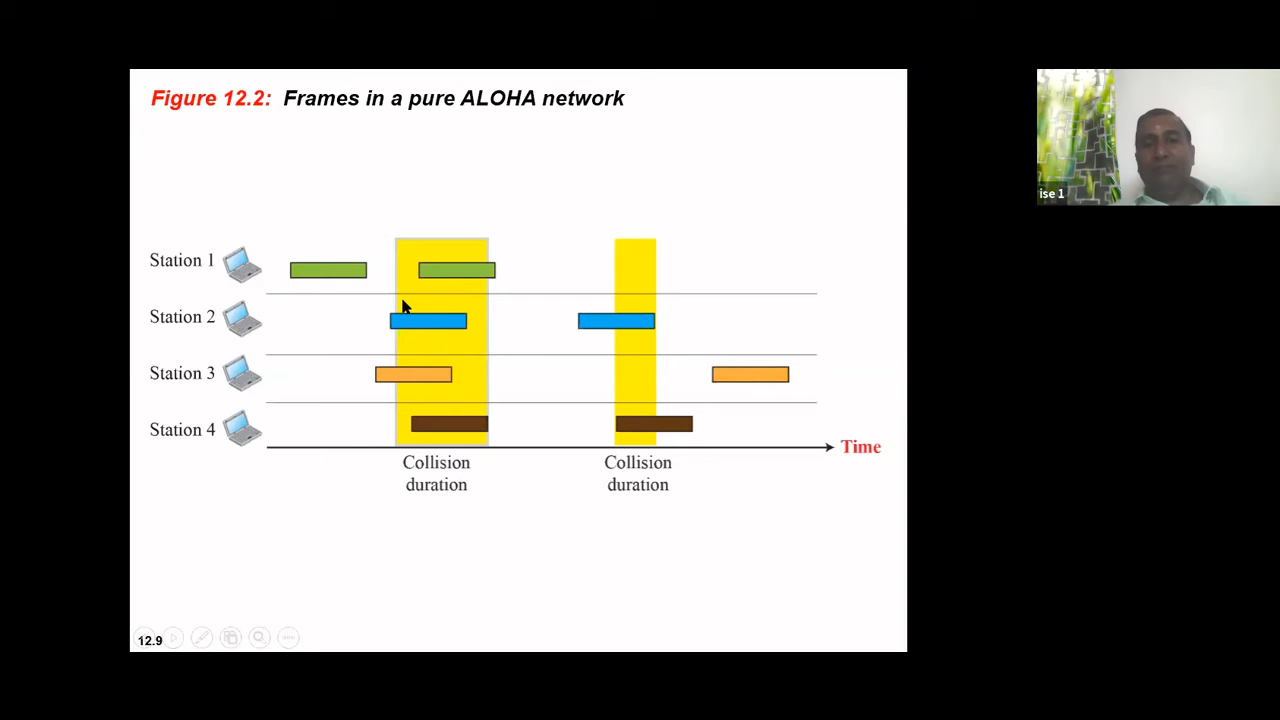 Figure 12.2: Frames in a pure ALOHA network
ise 1
Station 1
Station 2
Station 3
Station 4
Time
Collision
duration
Collision
duration
12.9